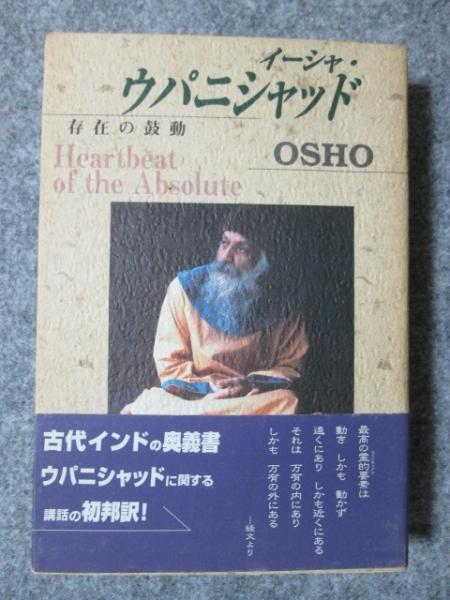 イーシャ・
ウパニシャッド
存在の鼓動
OSHO
Heartbeat
of the Absolute
古代インドの奥義書
ウパニシャッドに関する
講話の初邦訳!
最高の霊的要素は
動き しかも 動かず
遠くにあり しかも近くにある
それは 万有の内にあり
しかも 万有の外にある
―経文より